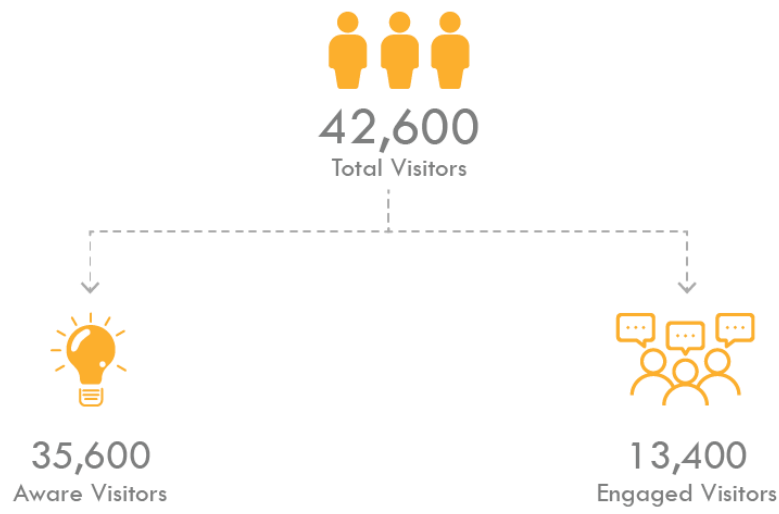 42,600
Total Visitors
35,600
Aware Visitors
13,400
Engaged Visitors